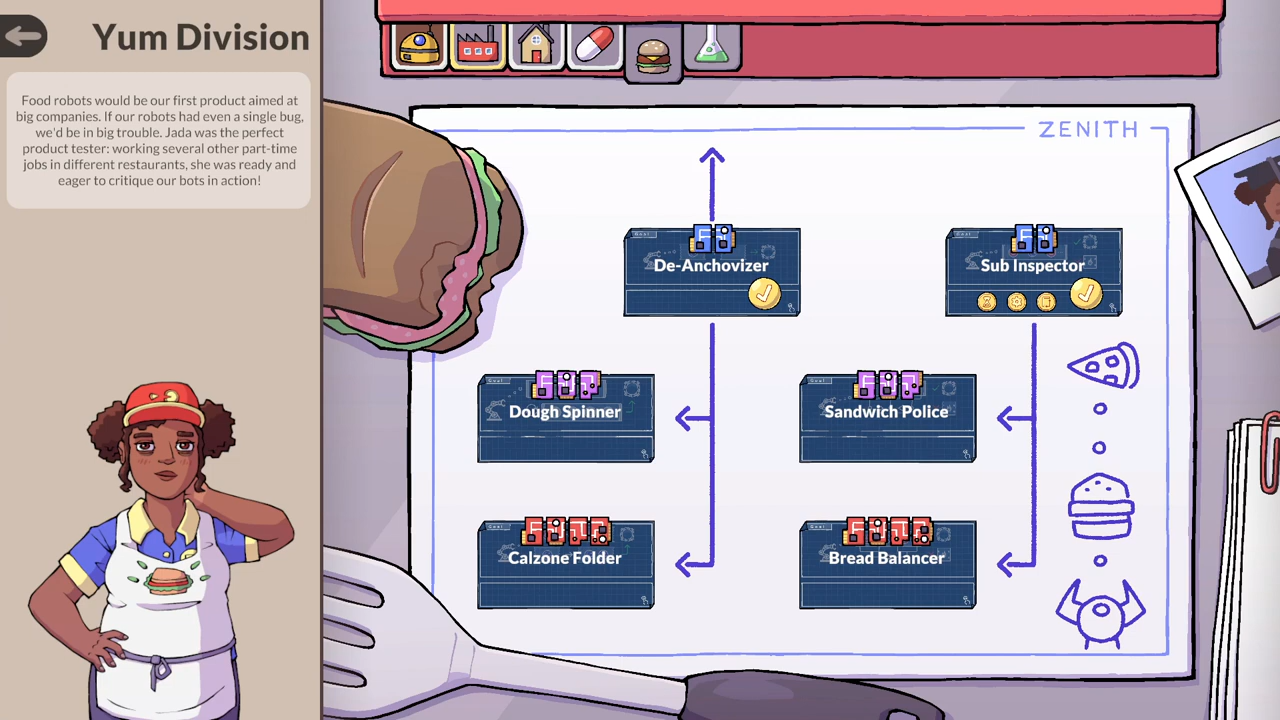 Yum Division
Food robots would be our first product aimed at
big companies. If our robots had even a single bug,
we'd be in big trouble. Jada was the perfect
product tester: working several other part-time
jobs in different restaurants, she was ready and
eager to critique our bots in action!
ZENITH
De-Anchovizer
Sub Inspector
Dough Spinner
Sandwich Police
Calzone Folder
Bread Balancer